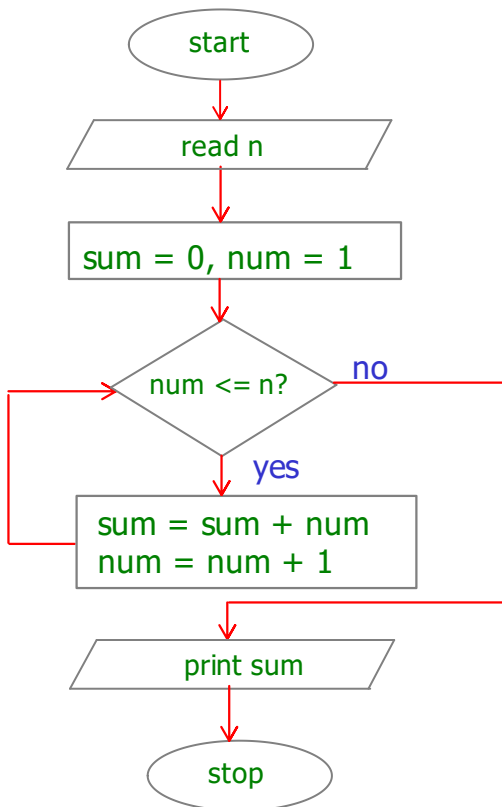 start
read n
sum = 0, num = 1
num <= n?
no
yes
sum = sum + num
num = num + 1
print sum
stop